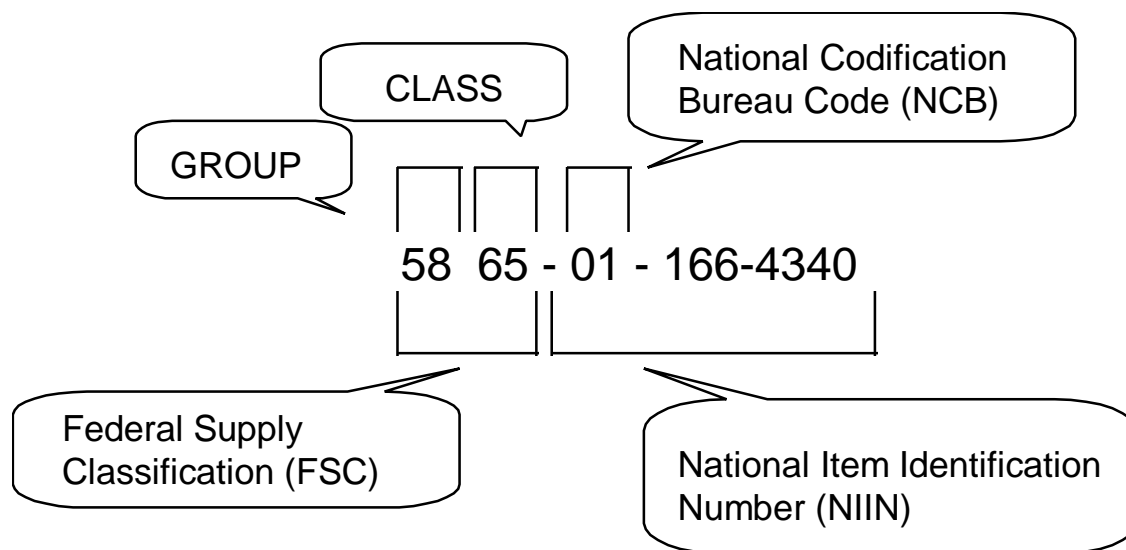 National Codification
Bureau Code (NCB)
CLASS
GROUP
58 65 - 01 - 166-4340
Federal Supply
Classification (FSC)
National Item Identification
Number (NIIN)